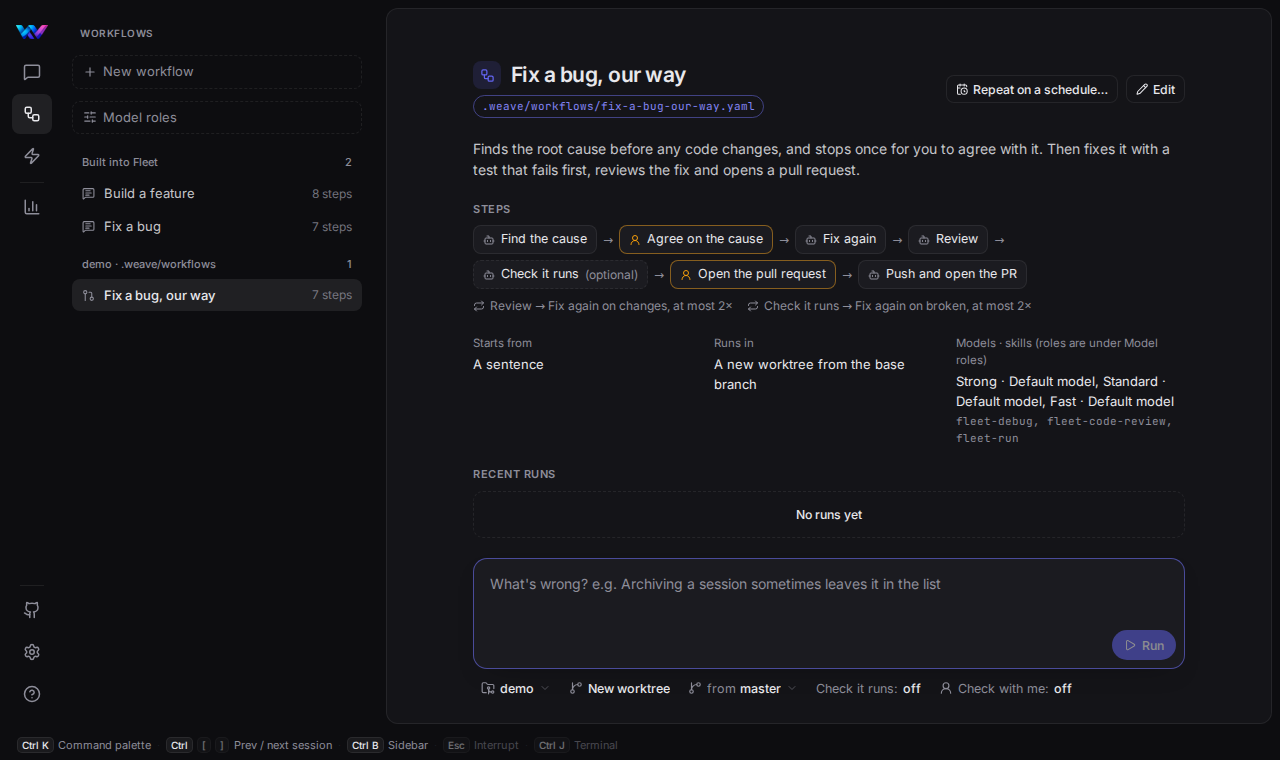 WORKFLOWS
New workflow
Model roles
Built into Fleet 2
Build a feature 8 steps
Fix a bug 7 steps
demo · .weave/workflows 1
Fix a bug, our way 7 steps
Fix a bug, our way
.weave/workflows/fix-a-bug-our-way.yaml
Repeat on a schedule...
Edit
Finds the root cause before any code changes, and stops once for you to agree with it. Then fixes it with a
test that fails first, reviews the fix and opens a pull request.
STEPS
Find the cause → Agree on the cause → Fix again → Review →
Check it runs (optional) → Open the pull request → Push and open the PR
Review → Fix again on changes, at most 2× Check it runs → Fix again on broken, at most 2×
Starts from
A sentence
Runs in
A new worktree from the base
branch
Models · skills (roles are under Model
roles)
Strong · Default model, Standard ·
Default model, Fast · Default model
fleet-debug, fleet-code-review,
fleet-run
RECENT RUNS
No runs yet
What's wrong? e.g. Archiving a session sometimes leaves it in the list
Run
demo New worktree from master Check it runs: off Check with me: off
Ctrl K Command palette Ctrl [ ] Prev / next session Ctrl B Sidebar Esc Interrupt Ctrl J Terminal